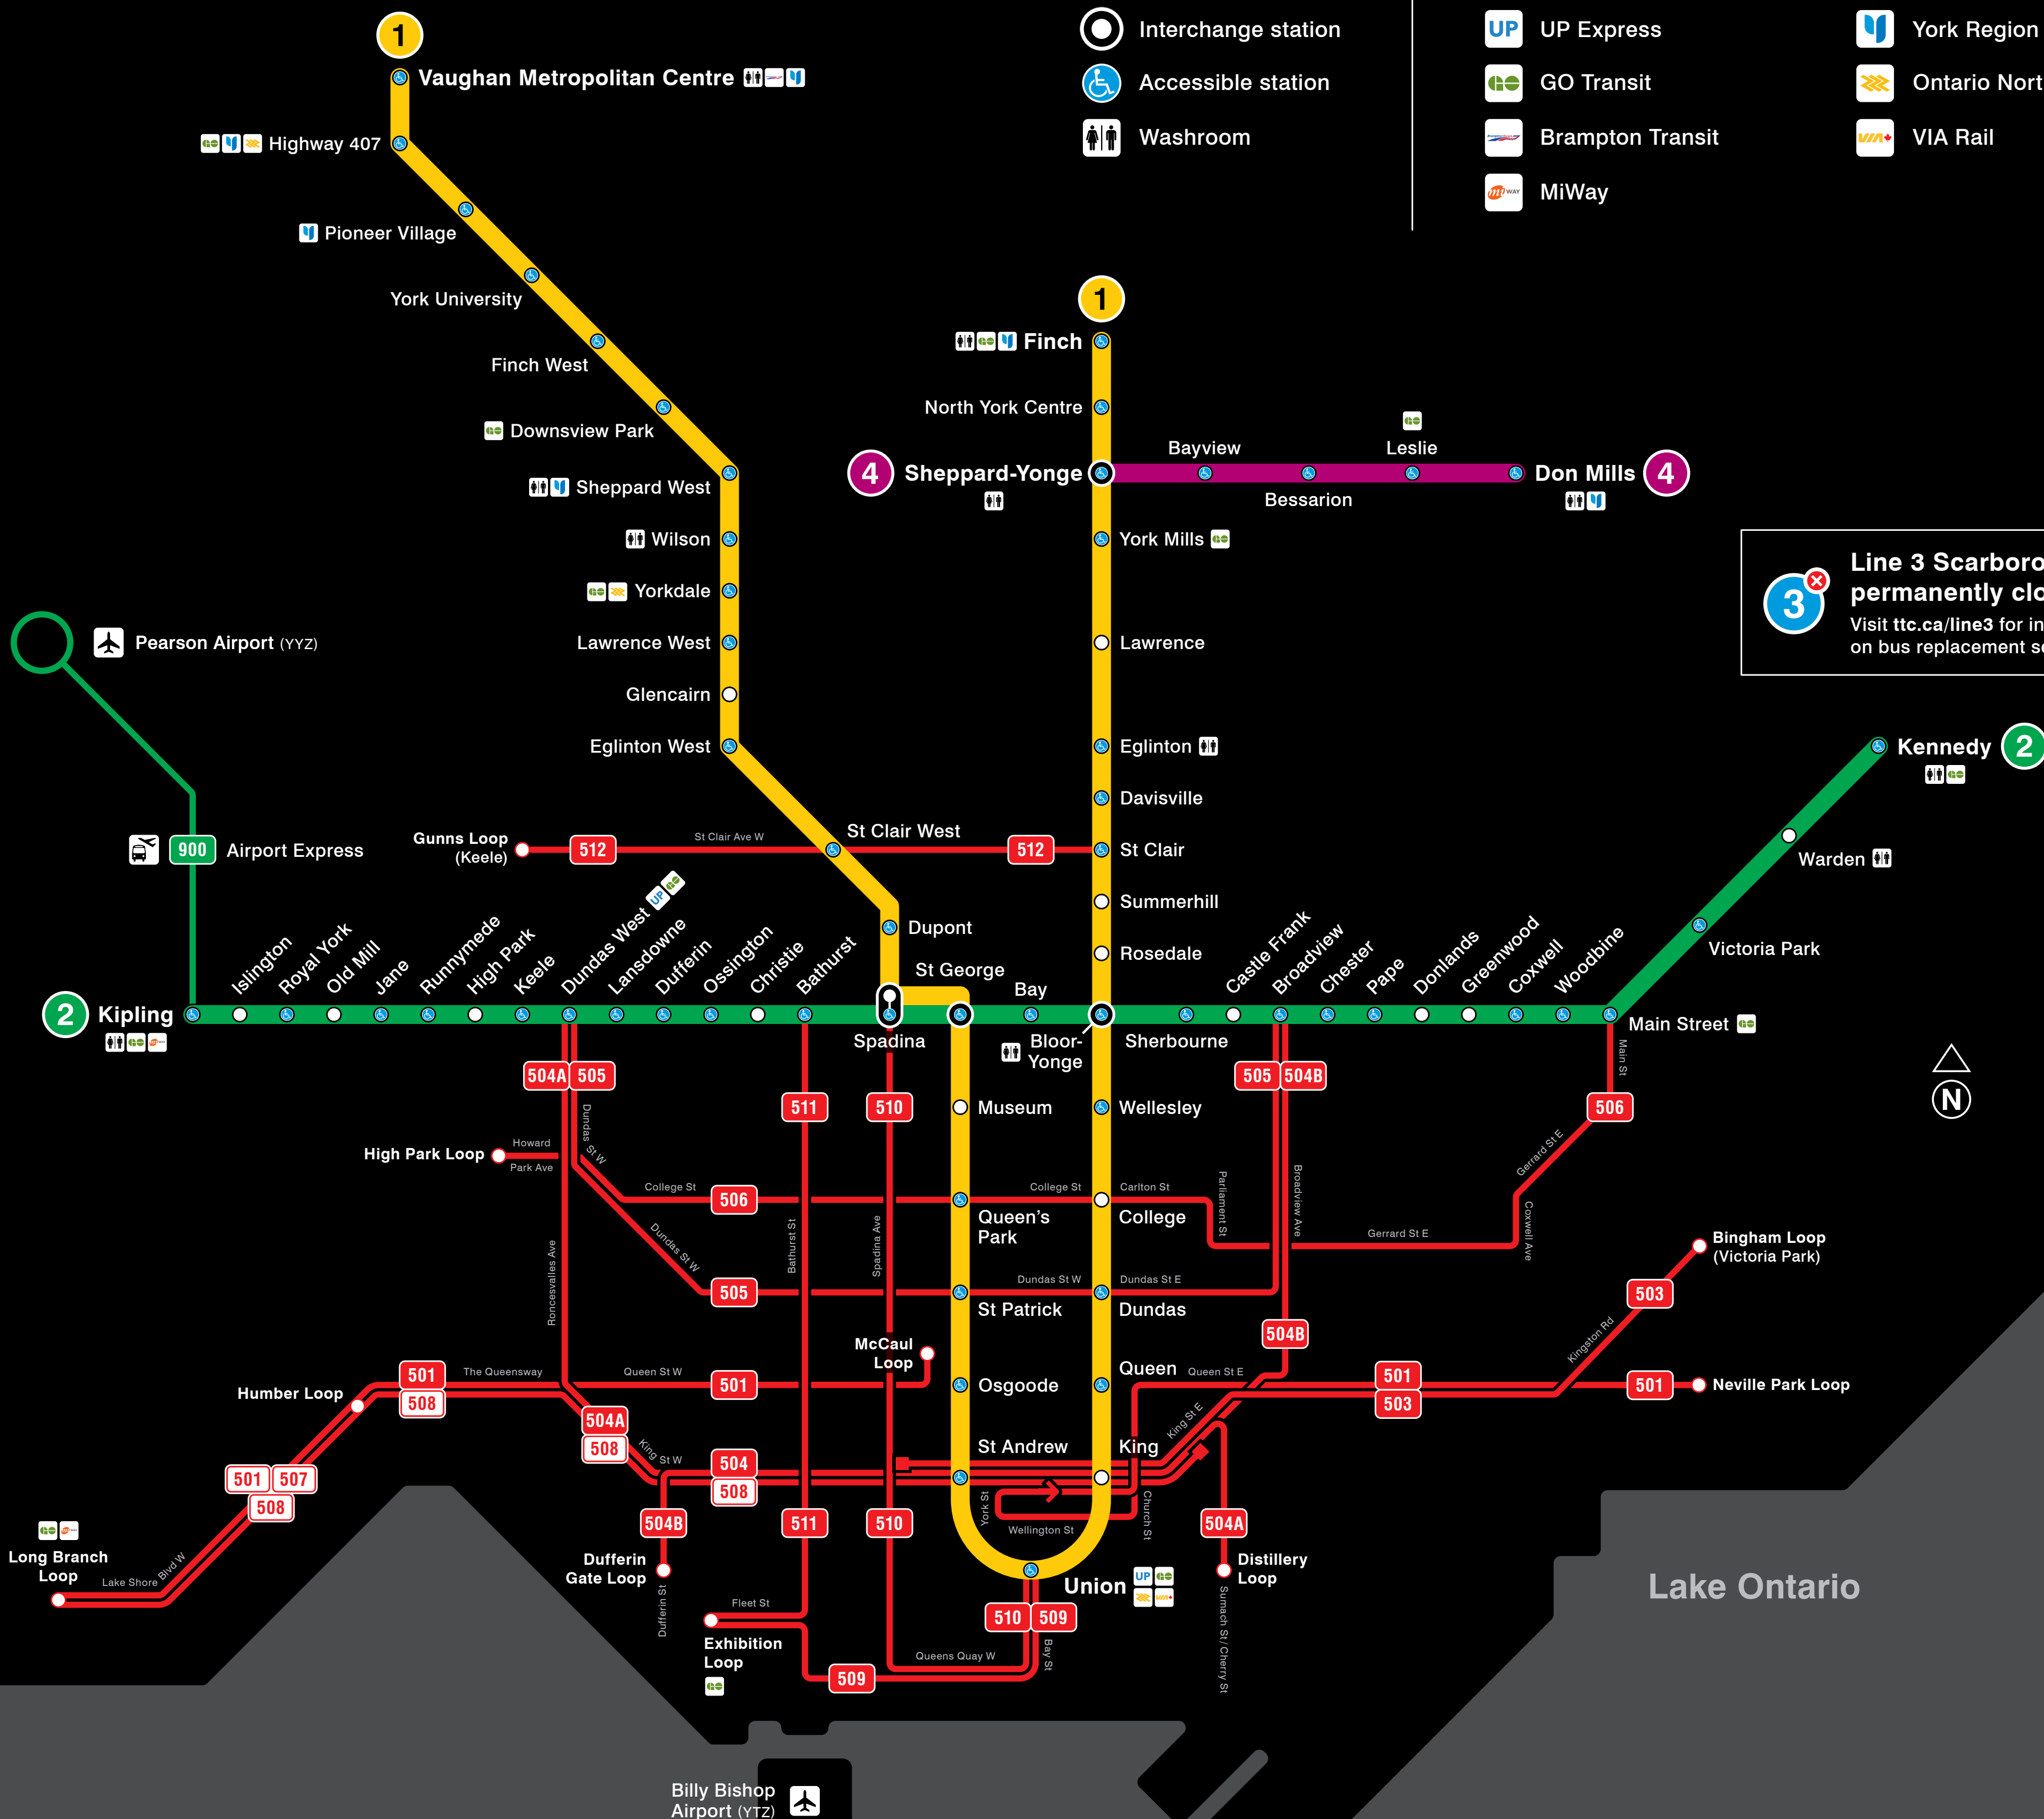 1
Vaughan Metropolitan Centre
Highway 407
Pioneer Village
York University
Finch West
Downsview Park
Sheppard West
Wilson
Yorkdale
Lawrence West
Glencairn
Eglinton West
St Clair West
Dupont
St George
Spadina
Interchange station
Accessible station
Washroom
UP
UP Express
GO Transit
Brampton Transit
MiWay
York Region
Ontario Nort
VIA Rail
1
Finch
North York Centre
4
Sheppard-Yonge
Bayview
Bessarion
Leslie
Don Mills
4
York Mills
Lawrence
Eglinton
Davisville
St Clair
Summerhill
Rosedale
3
Line 3 Scarboro
permanently clo
Visit ttc.ca/line3 for in
on bus replacement se
Pearson Airport (YYZ)
900
Airport Express
Gunns Loop
(Keele)
512
St Clair Ave W
512
2
Kipling
Islington
Royal York
Old Mill
Jane
Runnymede
High Park
Keele
Dundas West
UP
Lansdowne
Dufferin
Ossington
Christie
Bathurst
Bay
Bloor-
Yonge
Sherbourne
Castle Frank
Broadview
Chester
Pape
Donlands
Greenwood
Coxwell
Woodbine
Main Street
Victoria Park
Warden
Kennedy
2
N
504A
505
511
510
505
504B
506
Main St
Museum
Wellesley
High Park Loop
Howard
Park Ave
Dundas St W
College St
506
College St
Carlton St
Queen's
Park
College
Parliament St
Broadview Ave
Gerrard St E
Coxwell Ave
Gerrard St E
Roncesvalles Ave
Dundas St W
Bathurst St
Spadina Ave
505
Dundas St W
Dundas St E
St Patrick
Dundas
504B
Bingham Loop
(Victoria Park)
503
Kingston Rd
McCaul
Loop
Humber Loop
501
508
The Queensway
Queen St W
501
Osgoode
Queen
Queen St E
501
503
501
Neville Park Loop
504A
508
King St W
504
508
St Andrew
King
King St E
501
507
508
York St
Wellington St
Church St
504B
511
510
504A
Long Branch
Loop
Lake Shore
Blvd W
Dufferin
Gate Loop
Dufferin St
Union
UP
Distillery
Loop
Sumach St / Cherry St
Fleet St
Exhibition
Loop
510
509
Bay St
Queens Quay W
509
Lake Ontario
Billy Bishop
Airport (YTZ)